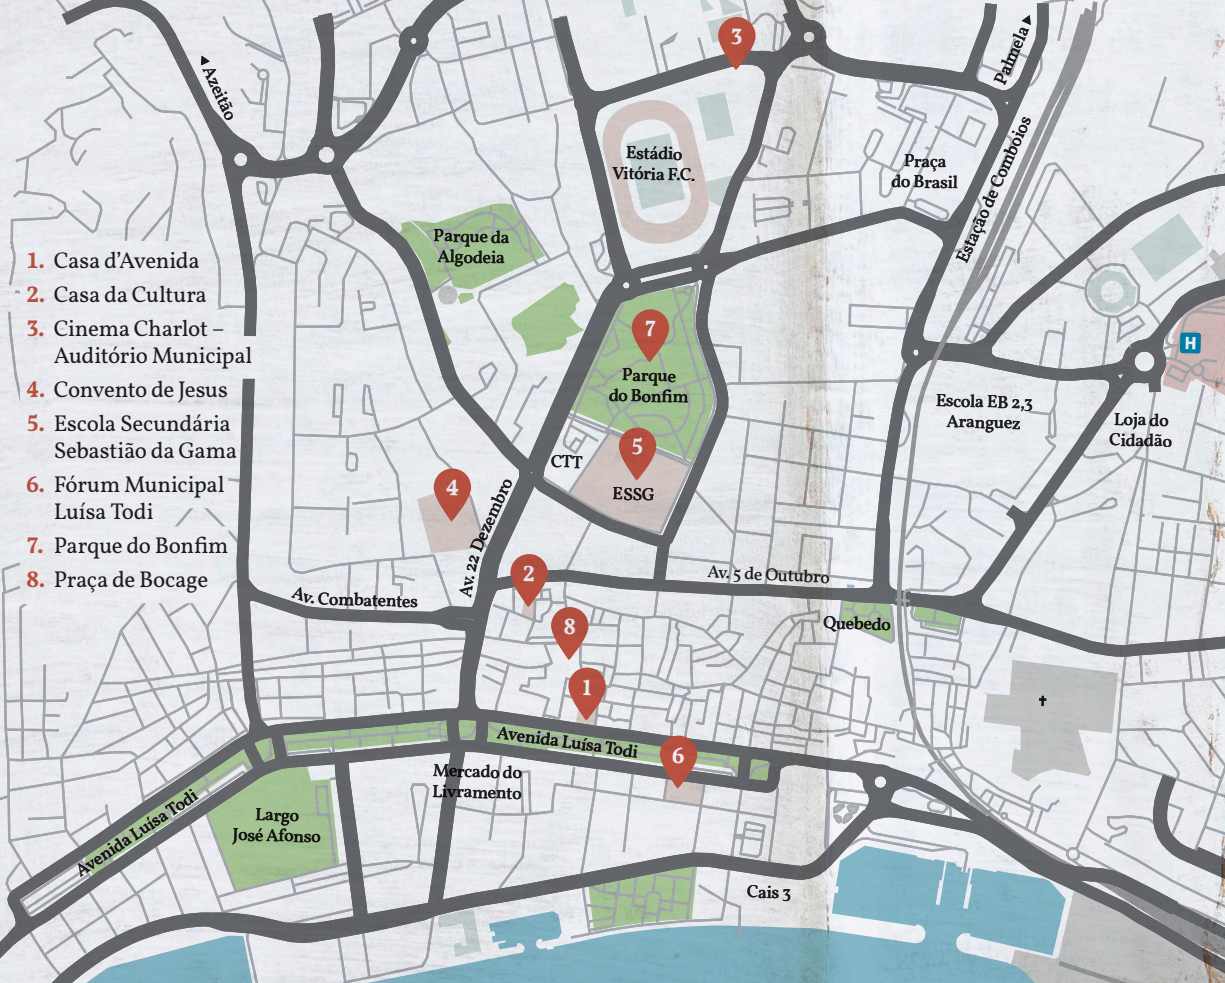 3
Palmela
Azeitão
Estádio
Vitória F.C.
Praça
do Brasil
Estação de Comboios
Parque da
Algodeia
1. Casa d'Avenida
2. Casa da Cultura
3. Cinema Charlot –
Auditório Municipal
4. Convento de Jesus
5. Escola Secundária
Sebastião da Gama
6. Fórum Municipal
Luísa Todi
7. Parque do Bonfim
8. Praça de Bocage
7
Parque
do Bonfim
H
Escola EB 2,3
Aranguez
Loja do
Cidadão
5
CTT
ESSG
4
Av. 22 Dezembro
2
Av. 5 de Outubro
Av. Combatentes
8
Quebedo
1
Avenida Luísa Todi
6
Mercado do
Livramento
Avenida Luísa Todi
Largo
José Afonso
Cais 3